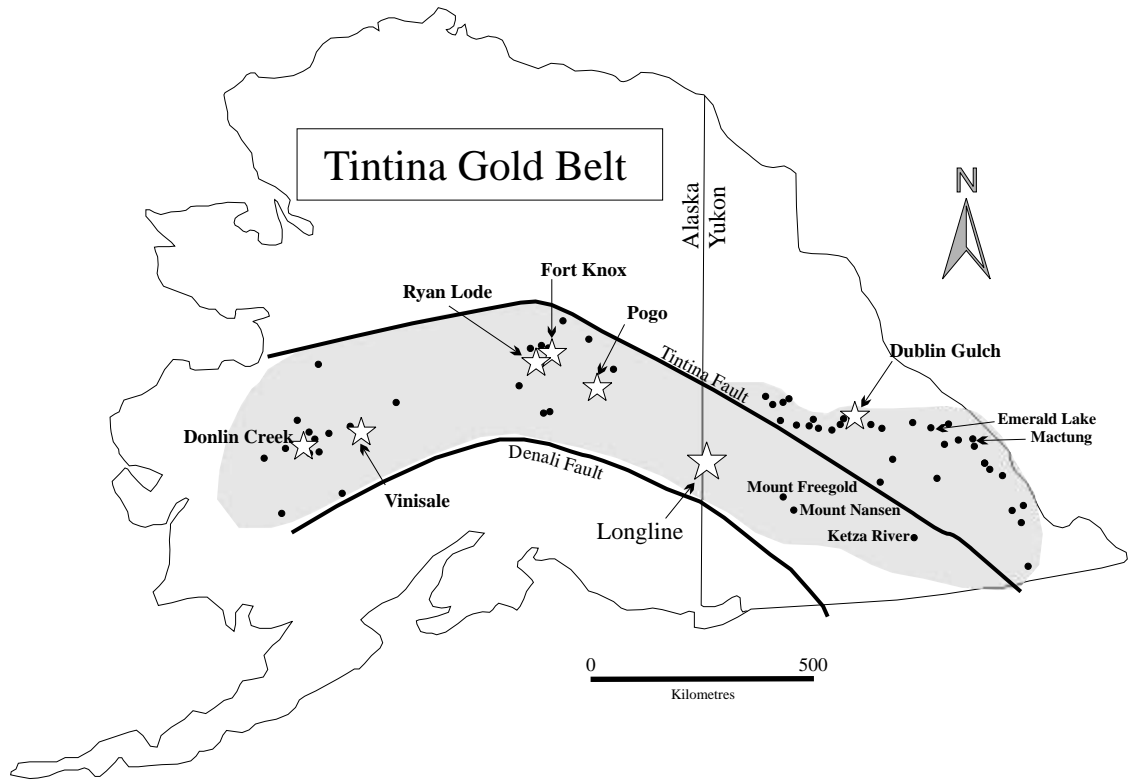 Tintina Gold Belt
N
Alaska
Yukon
Fort Knox
Ryan Lode
Pogo
Tintina Fault
Dublin Gulch
Emerald Lake
Mactung
Donlin Creek
Denali Fault
Vinisale
Mount Freegold
Mount Nansen
Longline
Ketza River
0 500
Kilometres